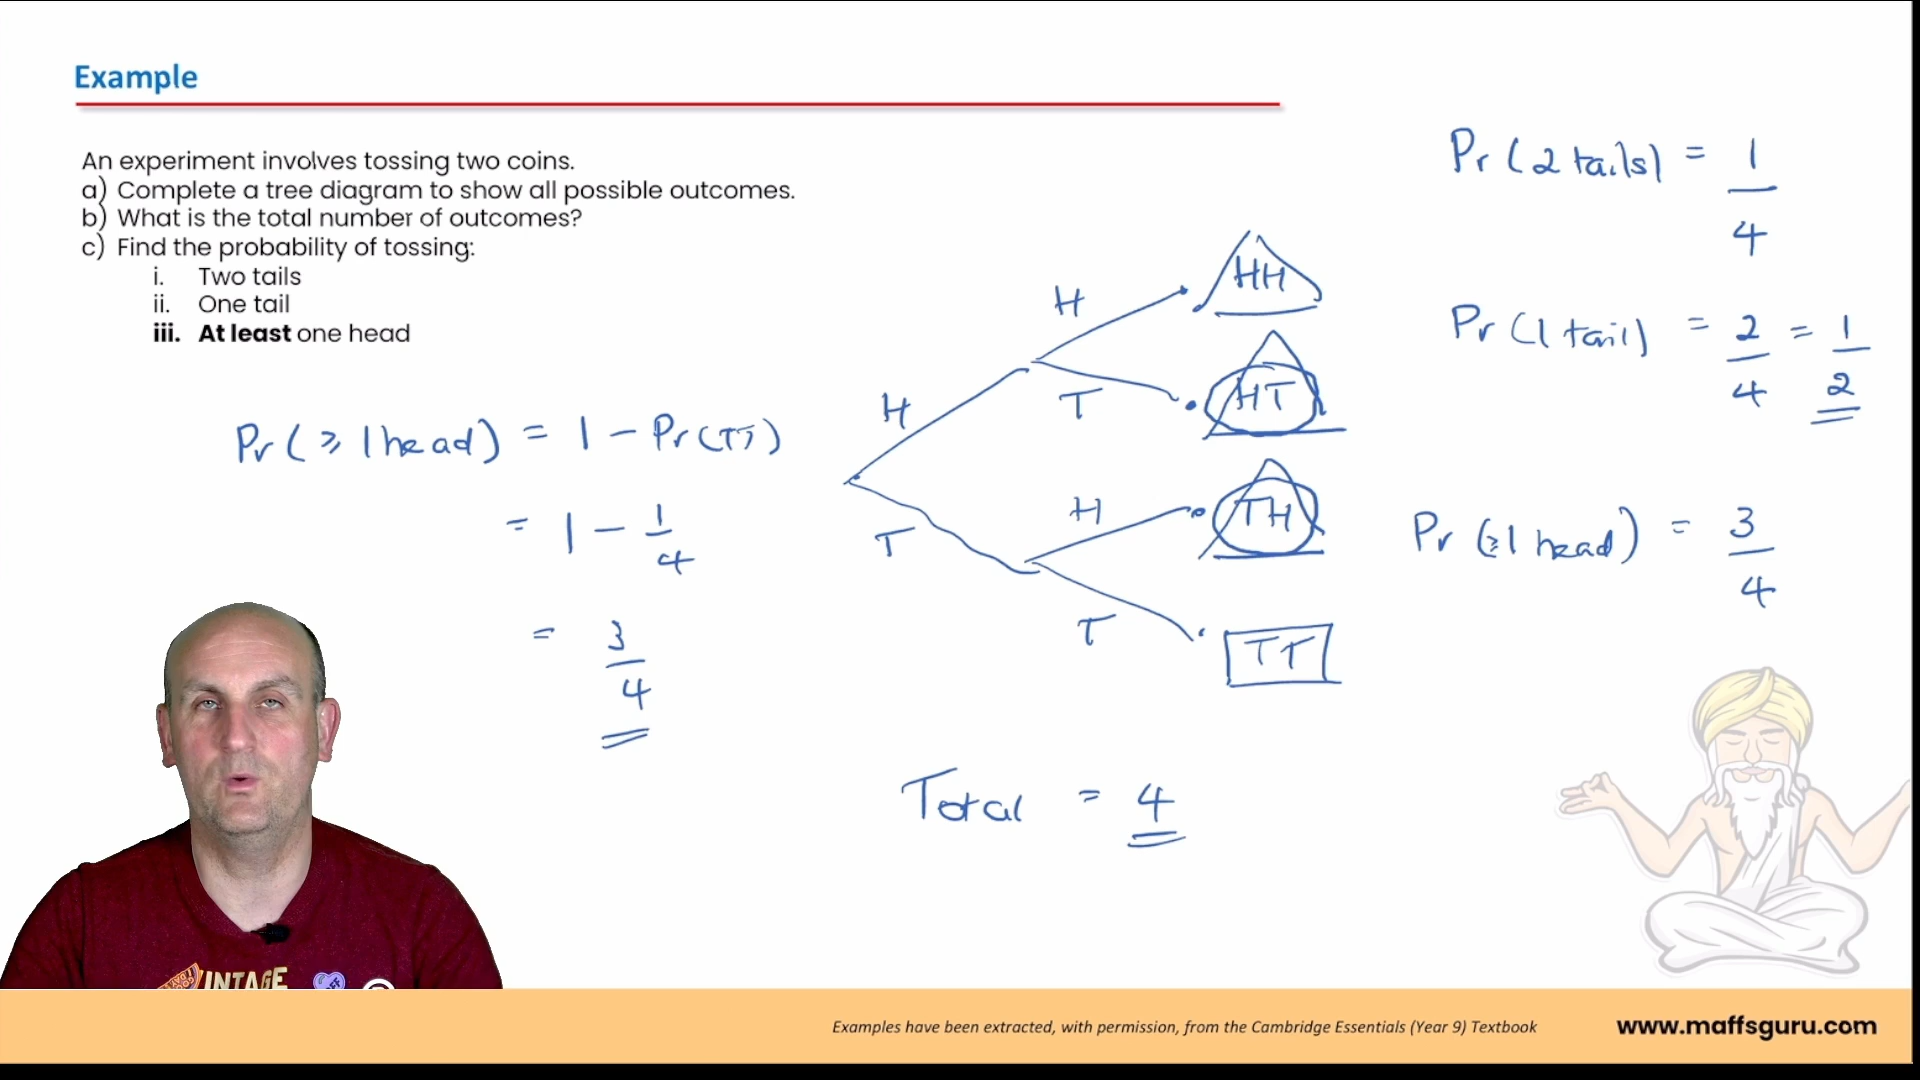 Example
An experiment involves tossing two coins.
a) Complete a tree diagram to show all possible outcomes.
b) What is the total number of outcomes?
c) Find the probability of tossing:
i. Two tails
ii. One tail
iii. At least one head
Pr(≥ 1 head) = 1 - Pr(TT)
= 1 - 1/4
= 3/4
H
T
H
T
H
T
HH
HT
TH
TT
Total = 4
Pr(2 tails) = 1/4
Pr(1 tail) = 2/4 = 1/2
Pr(≥1 head) = 3/4
INTAGE
Examples have been extracted, with permission, from the Cambridge Essentials (Year 9) Textbook
www.maffsguru.com